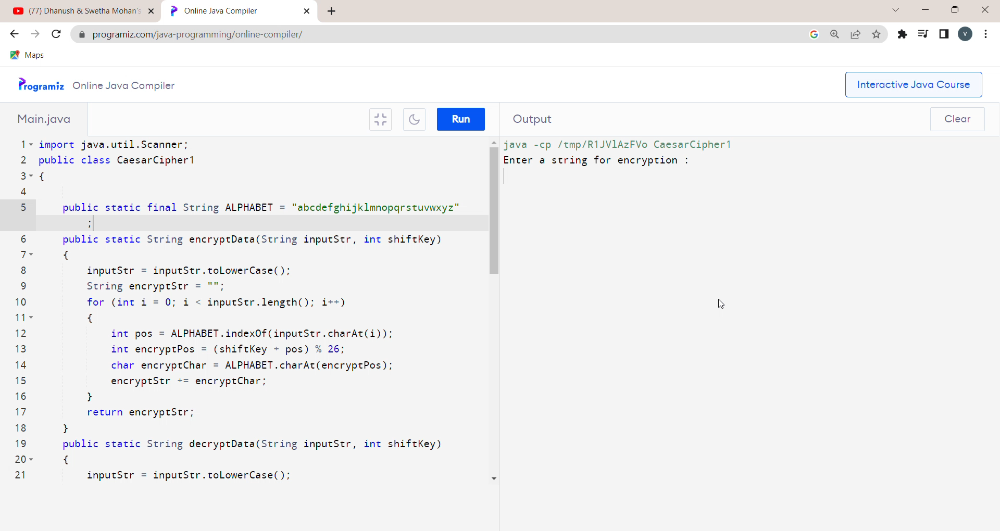 (77) Dhanush & Swetha Mohan's
Online Java Compiler
programiz.com/java-programming/online-compiler/
V
Maps
Programiz
Online Java Compiler
Interactive Java Course
Main.java
Run
Output
Clear
1 import java.util.Scanner;
2 public class CaesarCipher1
3 {
4
5 public static final String ALPHABET = "abcdefghijklmnopqrstuvwxyz"
;
6 public static String encryptData(String inputStr, int shiftKey)
7 {
8 inputStr = inputStr.toLowerCase();
9 String encryptStr = "";
10 for (int i = 0; i < inputStr.length(); i++)
11 {
12 int pos = ALPHABET.indexOf(inputStr.charAt(i));
13 int encryptPos = (shiftKey + pos) % 26;
14 char encryptChar = ALPHABET.charAt(encryptPos);
15 encryptStr += encryptChar;
16 }
17 return encryptStr;
18 }
19 public static String decryptData(String inputStr, int shiftKey)
20 {
21 inputStr = inputStr.toLowerCase();
java -cp /tmp/R1JVlAzFVo CaesarCipher1
Enter a string for encryption :